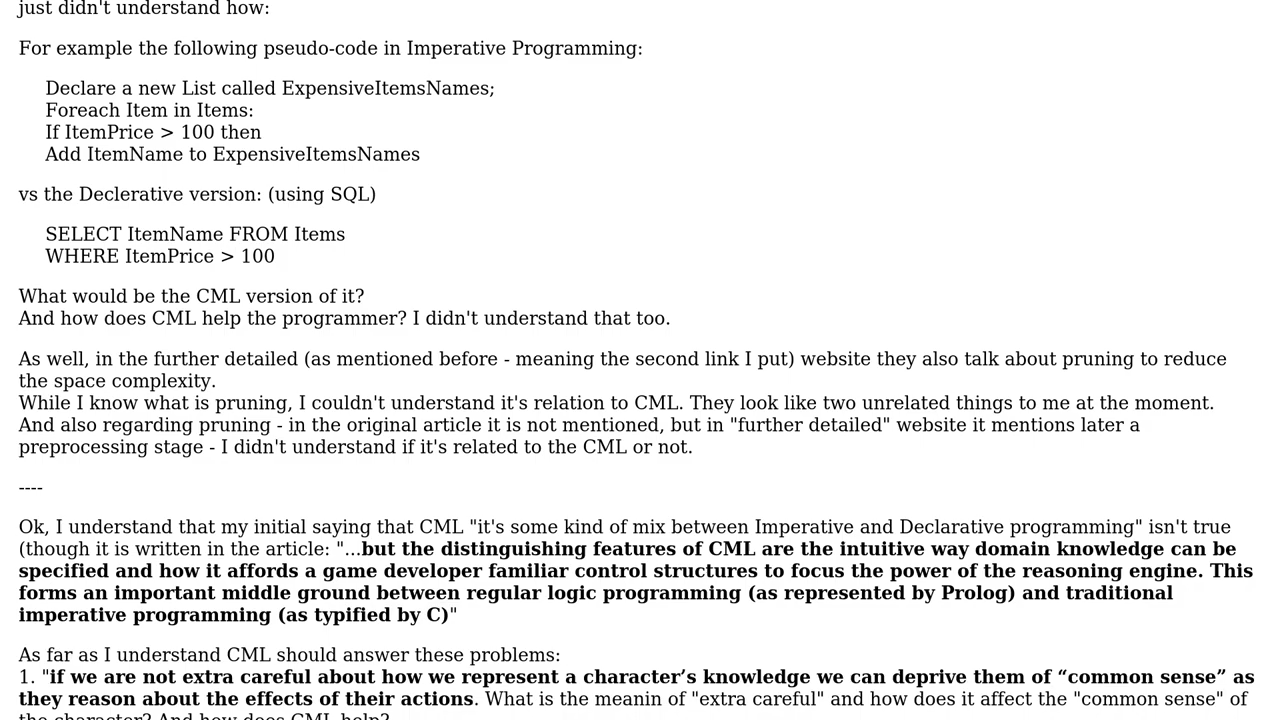 just didn't understand how:
For example the following pseudo-code in Imperative Programming:
Declare a new List called ExpensiveItemsNames;
Foreach Item in Items:
If ItemPrice > 100 then
Add ItemName to ExpensiveItemsNames
vs the Declerative version: (using SQL)
SELECT ItemName FROM Items
WHERE ItemPrice > 100
What would be the CML version of it?
And how does CML help the programmer? I didn't understand that too.
As well, in the further detailed (as mentioned before - meaning the second link I put) website they also talk about pruning to reduce
the space complexity.
While I know what is pruning, I couldn't understand it's relation to CML. They look like two unrelated things to me at the moment.
And also regarding pruning - in the original article it is not mentioned, but in "further detailed" website it mentions later a
preprocessing stage - I didn't understand if it's related to the CML or not.
----
Ok, I understand that my initial saying that CML "it's some kind of mix between Imperative and Declarative programming" isn't true
(though it is written in the article: "...but the distinguishing features of CML are the intuitive way domain knowledge can be
specified and how it affords a game developer familiar control structures to focus the power of the reasoning engine. This
forms an important middle ground between regular logic programming (as represented by Prolog) and traditional
imperative programming (as typified by C)"
As far as I understand CML should answer these problems:
1. "if we are not extra careful about how we represent a character’s knowledge we can deprive them of “common sense” as
they reason about the effects of their actions. What is the meanin of "extra careful" and how does it affect the "common sense" of
the character? And how does CML help?